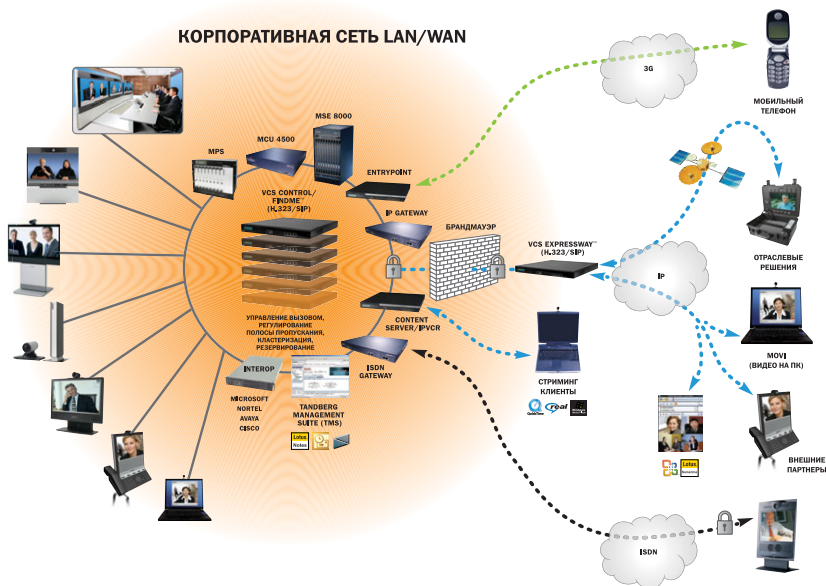 КОРПОРАТИВНАЯ СЕТЬ LAN/WAN
3G
МОБИЛЬНЫЙ
ТЕЛЕФОН
MSE 8000
MCU 4500
MPS
ENTRYPOINT
VCS CONTROL/
FINDME™
(H.323/SIP)
IP GATEWAY
БРАНДМАУЭР
VCS EXPRESSWAY™
(H.323/SIP)
IP
ОТРАСЛЕВЫЕ
РЕШЕНИЯ
УПРАВЛЕНИЕ ВЫЗОВОМ,
РЕГУЛИРОВАНИЕ
ПОЛОСЫ ПРОПУСКАНИЯ,
КЛАСТЕРИЗАЦИЯ,
РЕЗЕРВИРОВАНИЕ
CONTENT
SERVER/IPVCR
ISDN
GATEWAY
MOVI
(ВИДЕО НА ПК)
INTEROP
MICROSOFT
NORTEL
AVAYA
CISCO
TANDBERG
MANAGEMENT
SUITE (TMS)
Lotus
Notes
СТРИМИНГ
КЛИЕНТЫ
QuickTime
real
Lotus
ВНЕШНИЕ
ПАРТНЕРЫ
ISDN